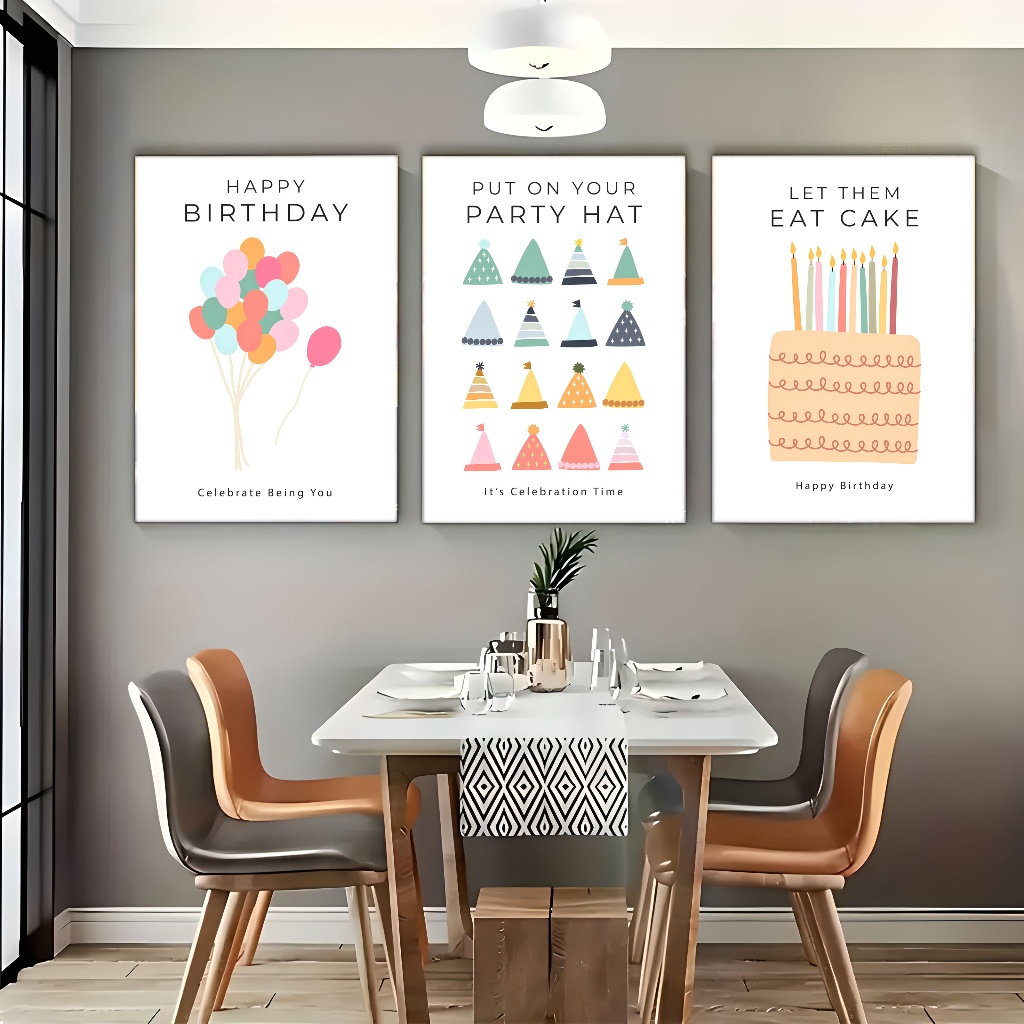 HAPPY
BIRTHDAY
Celebrate Being You
PUT ON YOUR
PARTY HAT
It's Celebration Time
LET THEM
EAT CAKE
Happy Birthday